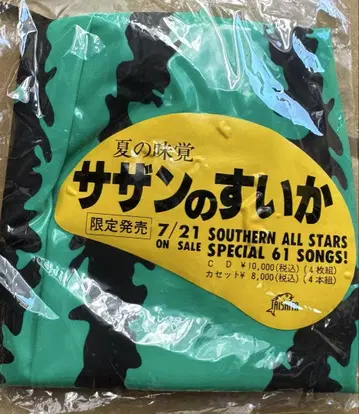 夏の味覚
サザンのすいか
限定発売 7/21 ON SALE SOUTHERN ALL STARS SPECIAL 61 SONGS!
CD ¥10,000(税込)(4枚組)
カセット¥ 8,000(税込)(4本組)
TAISHITA